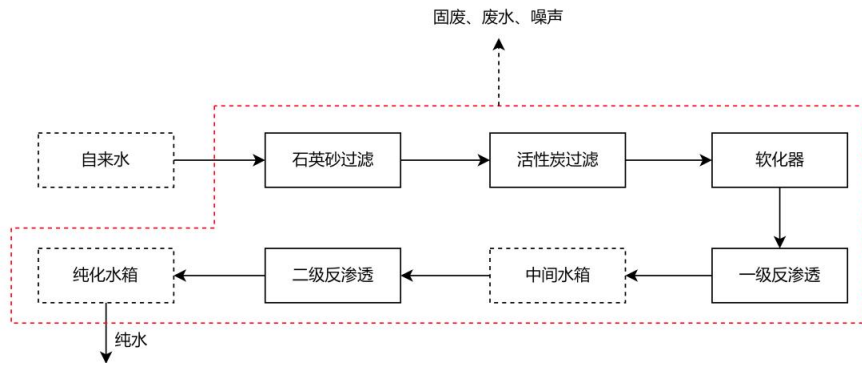 固废、废水、噪声
自来水
石英砂过滤
活性炭过滤
软化器
纯化水箱
二级反渗透
中间水箱
一级反渗透
纯水